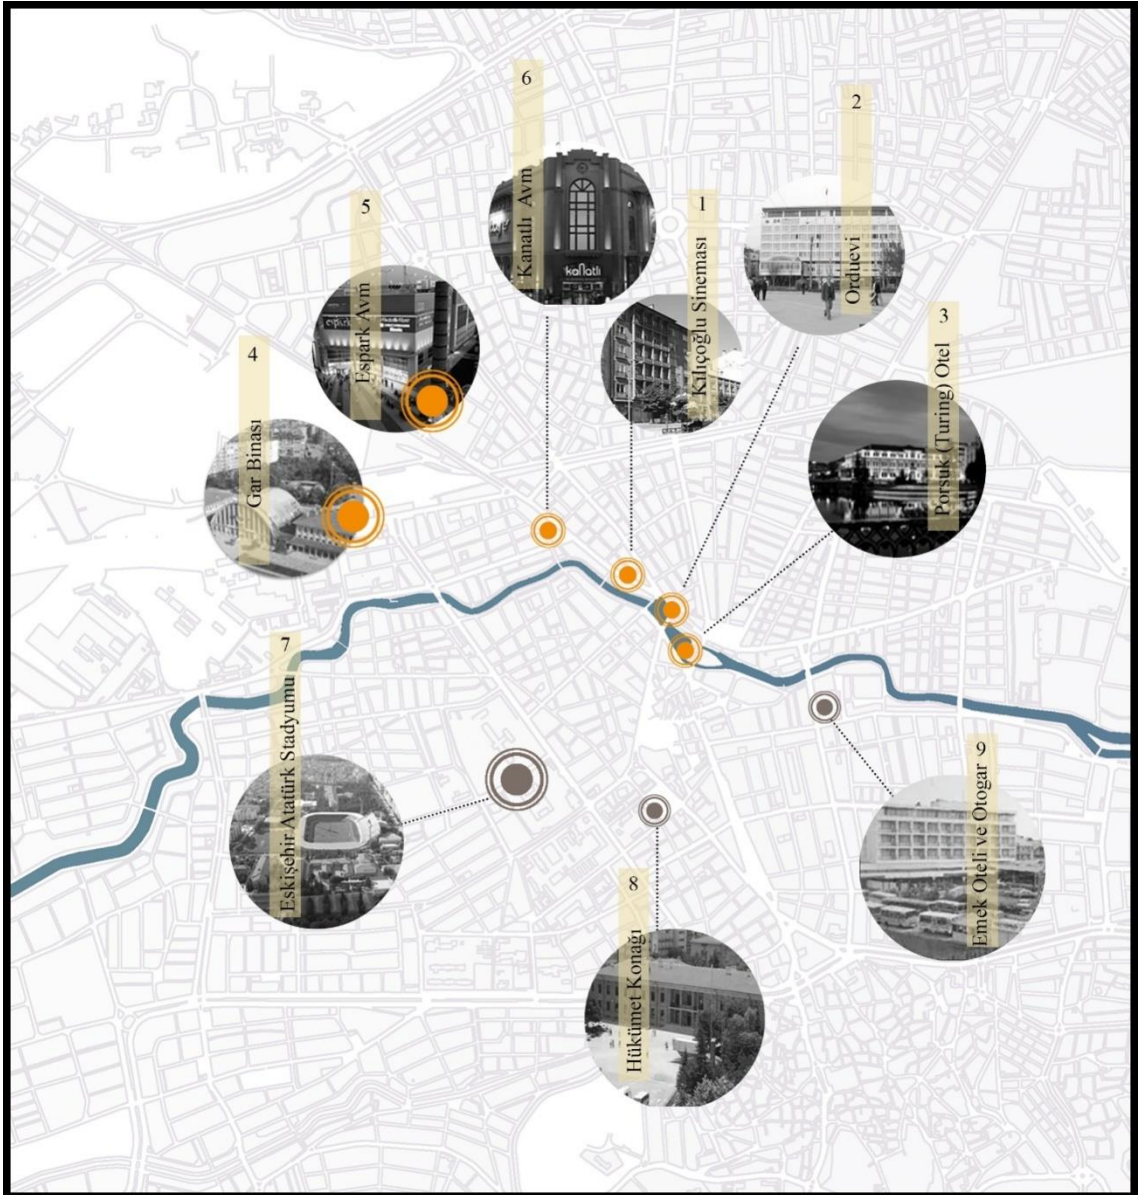 6
Kanatlı Avm
2
Orduevi
5
Espark Avm
1
Kılıçoğlu Sineması
3
Porsuk (Turing) Otel
4
Gar Binası
kanatlı
7
Eskişehir Atatürk Stadyumu
9
Emek Oteli ve Otogar
8
Hükümet Konağı